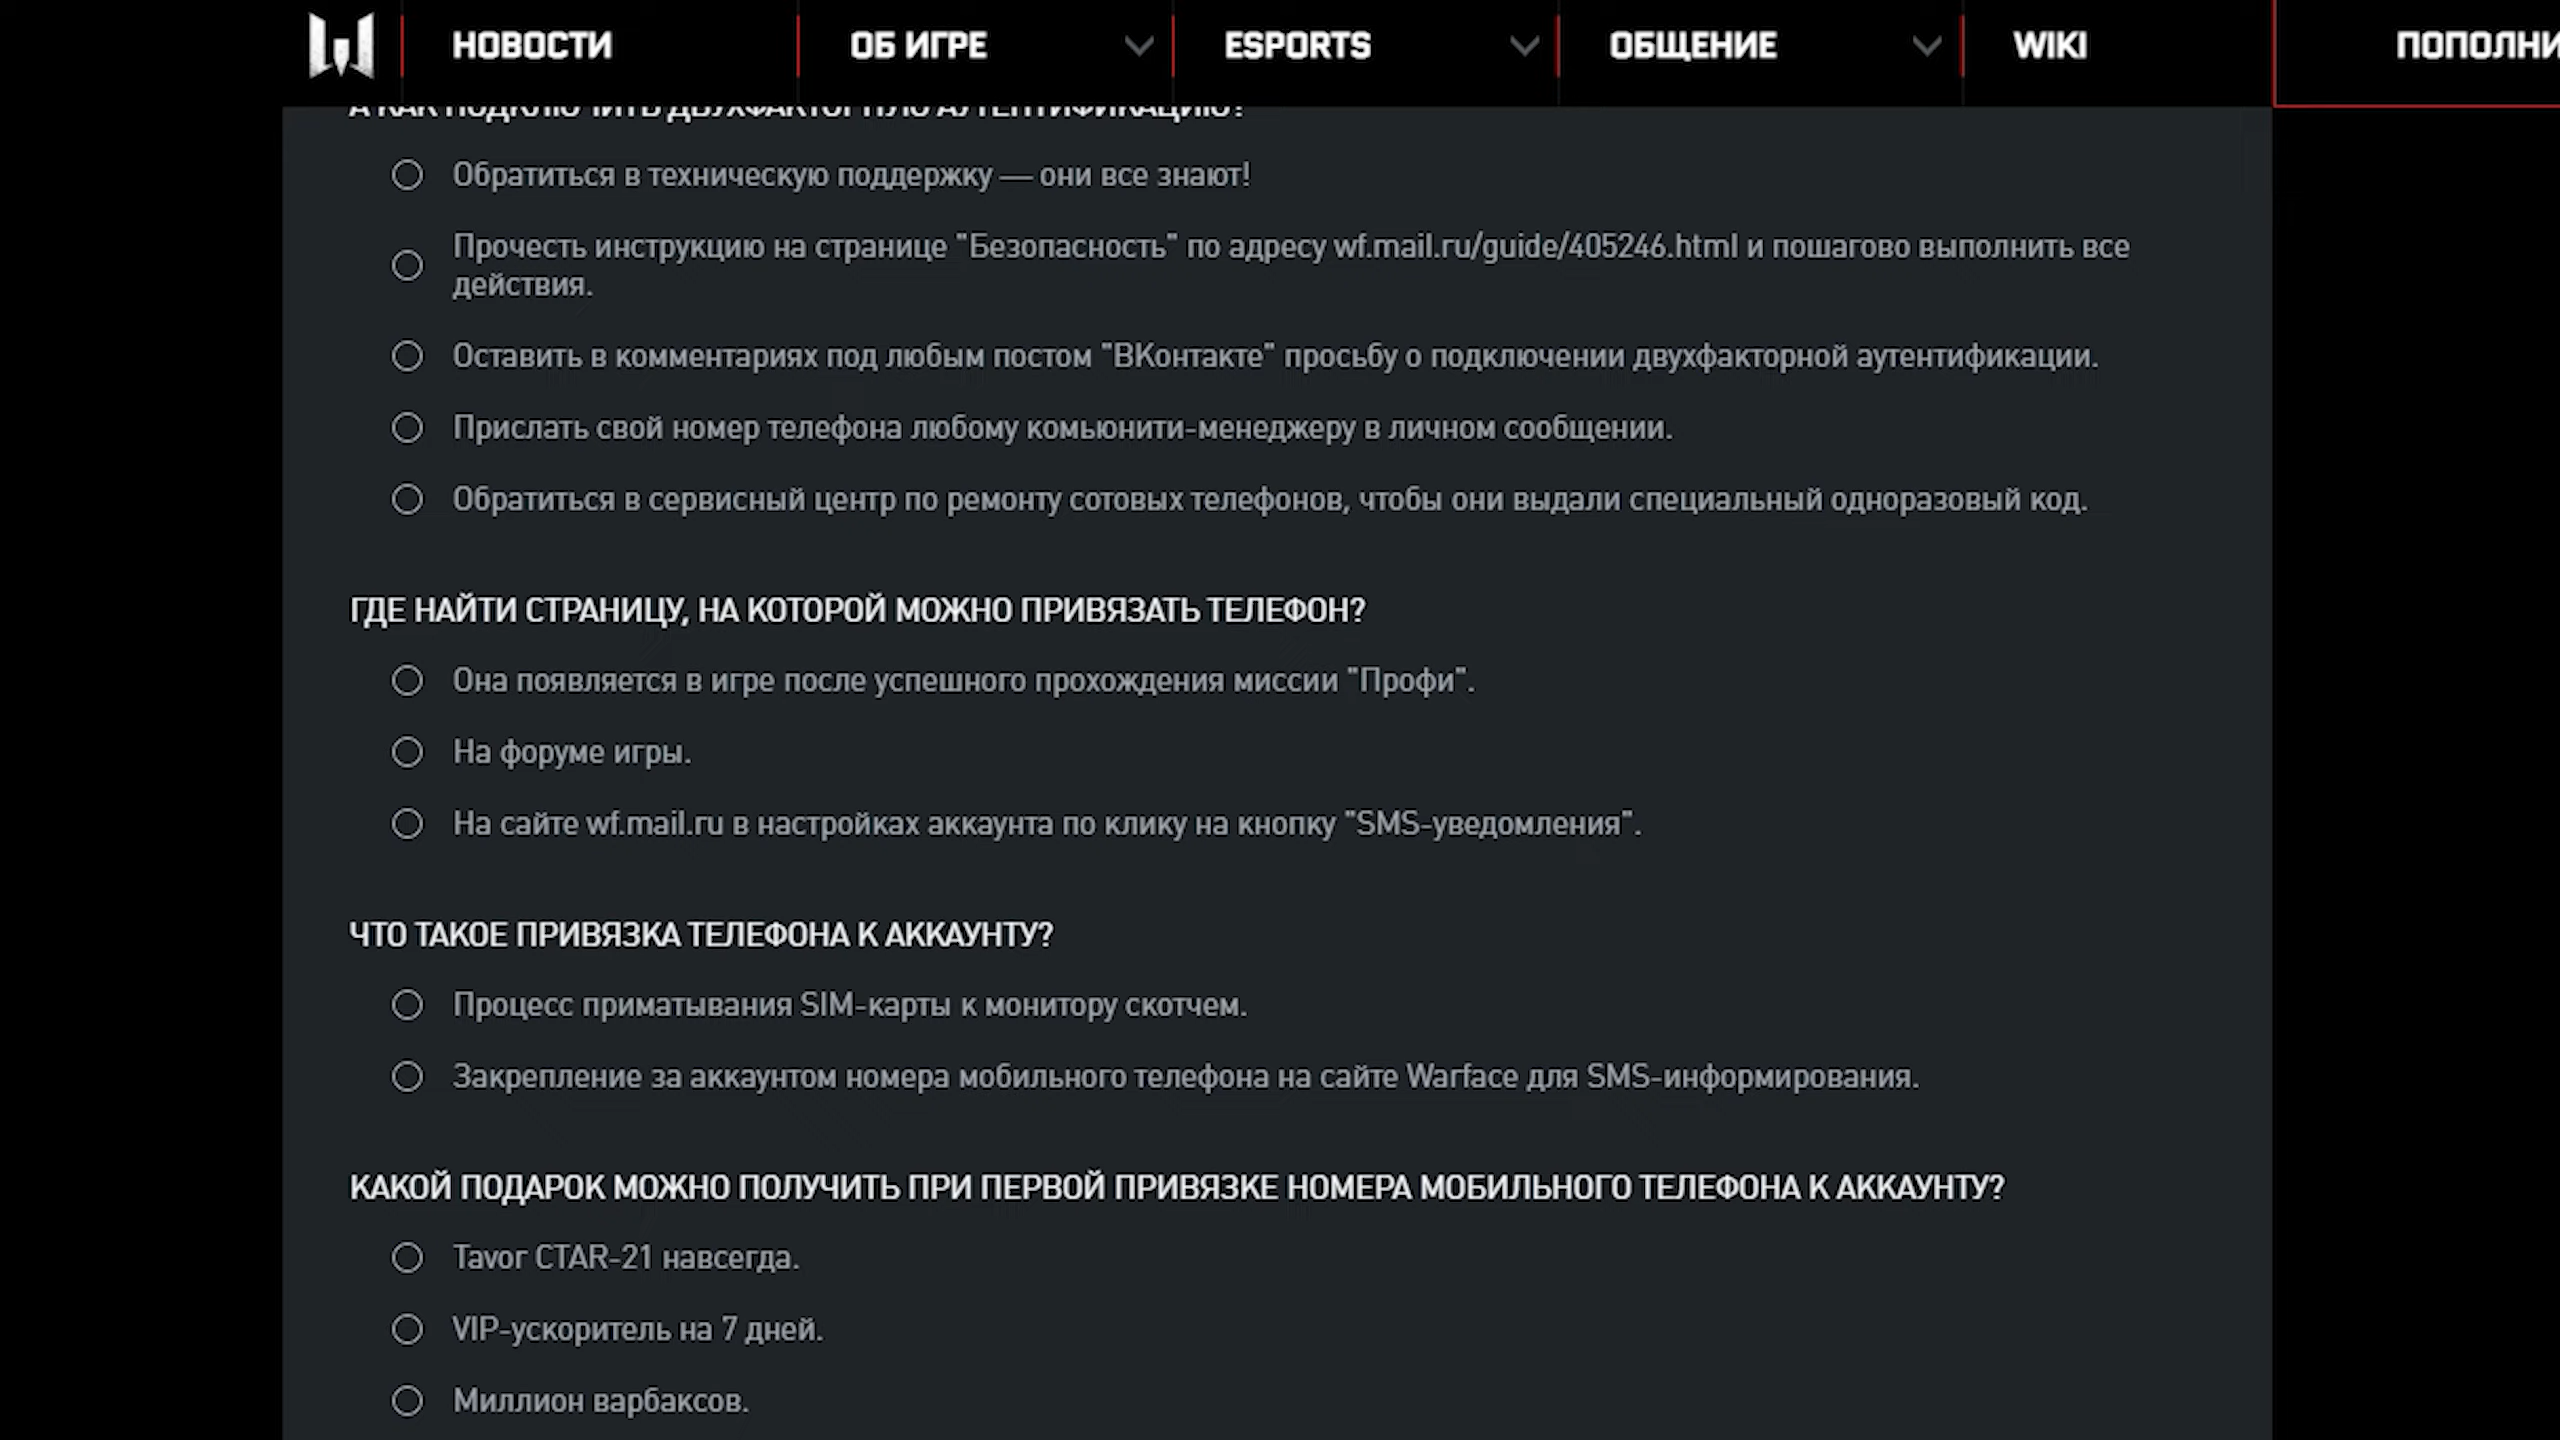 НОВОСТИ
ОБ ИГРЕ
ESPORTS
ОБЩЕНИЕ
WIKI
ПОПОЛНИ
А КАК ПОДКЛЮЧИТЬ ДВУХФАКТОРНУЮ АУТЕНТИФИКАЦИЮ?
Обратиться в техническую поддержку — они все знают!
Прочесть инструкцию на странице "Безопасность" по адресу wf.mail.ru/guide/405246.html и пошагово выполнить все
действия.
Оставить в комментариях под любым постом "ВКонтакте" просьбу о подключении двухфакторной аутентификации.
Прислать свой номер телефона любому комьюнити-менеджеру в личном сообщении.
Обратиться в сервисный центр по ремонту сотовых телефонов, чтобы они выдали специальный одноразовый код.
ГДЕ НАЙТИ СТРАНИЦУ, НА КОТОРОЙ МОЖНО ПРИВЯЗАТЬ ТЕЛЕФОН?
Она появляется в игре после успешного прохождения миссии "Профи".
На форуме игры.
На сайте wf.mail.ru в настройках аккаунта по клику на кнопку "SMS-уведомления".
ЧТО ТАКОЕ ПРИВЯЗКА ТЕЛЕФОНА К АККАУНТУ?
Процесс приматывания SIM-карты к монитору скотчем.
Закрепление за аккаунтом номера мобильного телефона на сайте Warface для SMS-информирования.
КАКОЙ ПОДАРОК МОЖНО ПОЛУЧИТЬ ПРИ ПЕРВОЙ ПРИВЯЗКЕ НОМЕРА МОБИЛЬНОГО ТЕЛЕФОНА К АККАУНТУ?
Tavor CTAR-21 навсегда.
VIP-ускоритель на 7 дней.
Миллион варбаксов.